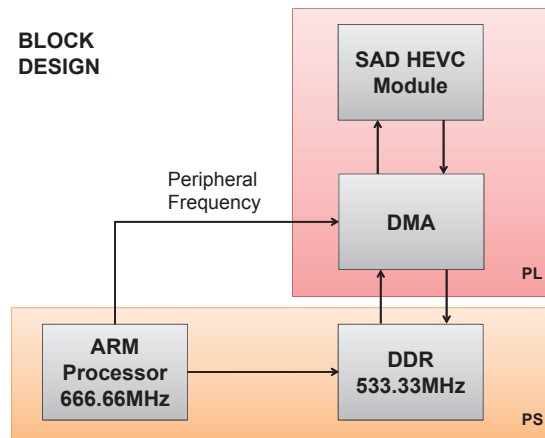 BLOCK
DESIGN
SAD HEVC
Module
Peripheral
Frequency
DMA
PL
ARM
Processor
666.66MHz
DDR
533.33MHz
PS